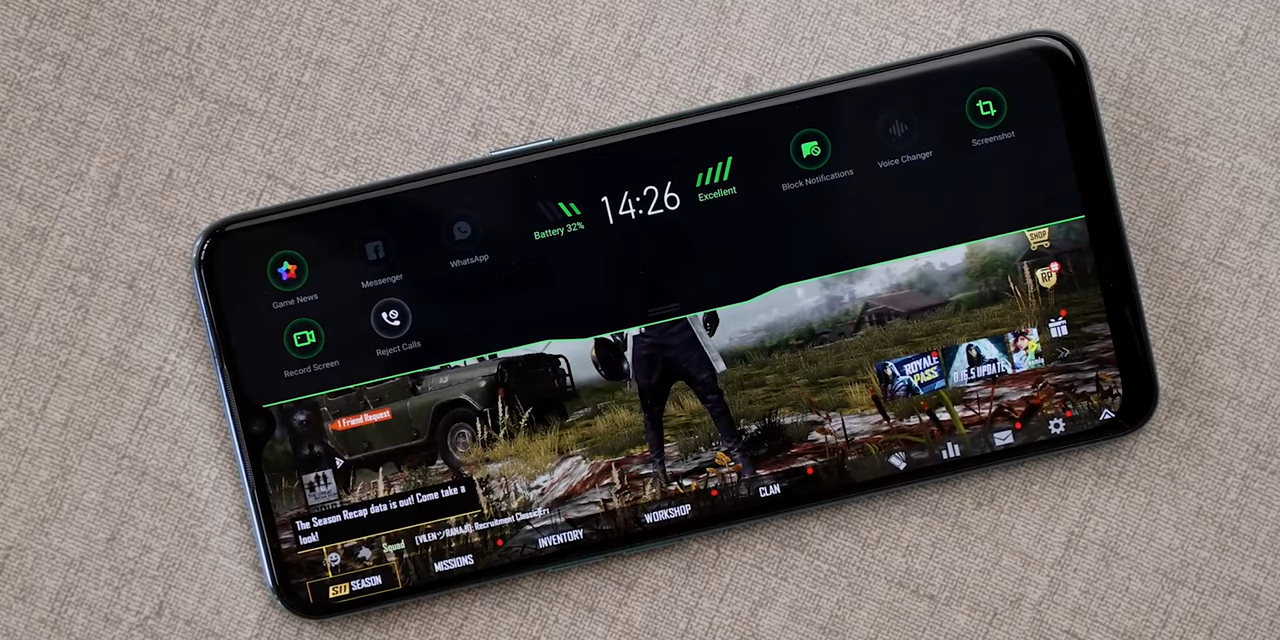 14:26
Battery 32%
Excellent
Game News
Messenger
WhatsApp
Record Screen
Reject Calls
Block Notifications
Voice Changer
Screenshot
SHOP
RP
ROYALE
PASS
0.16.5 UPDATE
1 Friend Request
The Season Recap data is out! Come take a
look!
Squad
S11 SEASON
MISSIONS
INVENTORY
WORKSHOP
CLAN